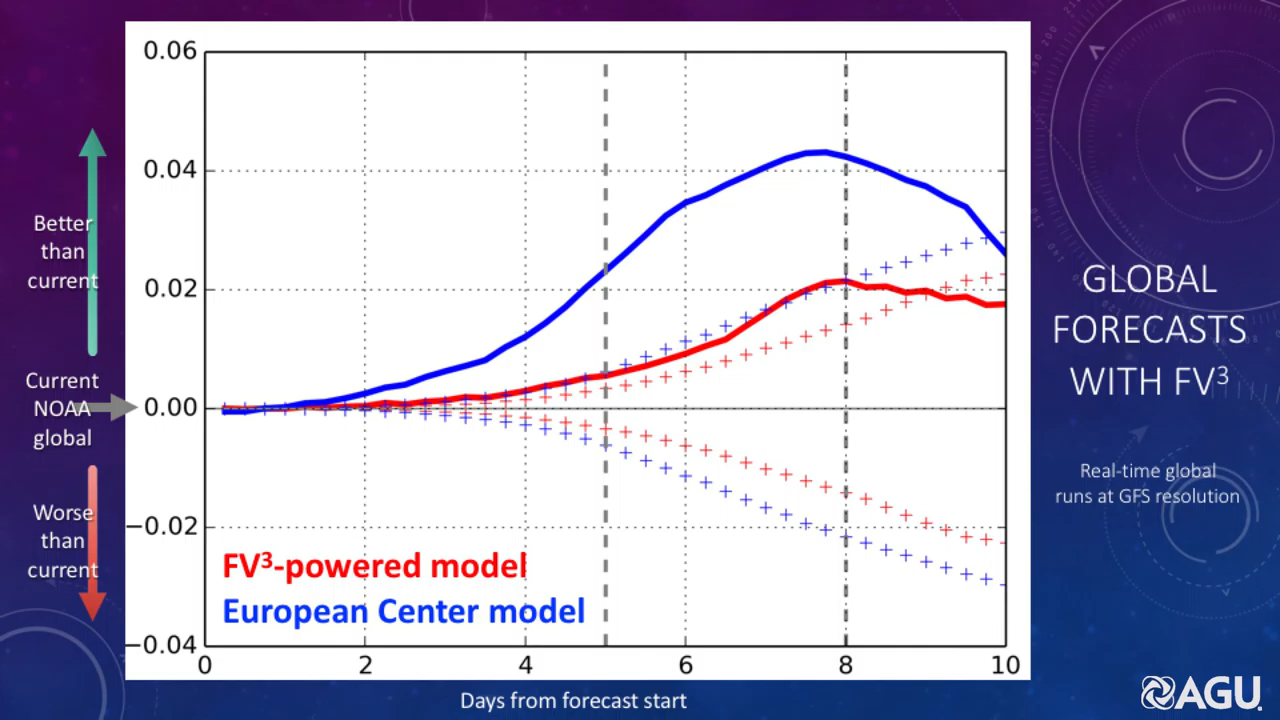 0.06
0.04
0.02
0.00
−0.02
−0.04
0
2
4
6
8
10
Days from forecast start
Better
than
current
Current
NOAA
global
Worse
than
current
FV³-powered model
European Center model
GLOBAL
FORECASTS
WITH FV³
Real-time global
runs at GFS resolution
AGU.